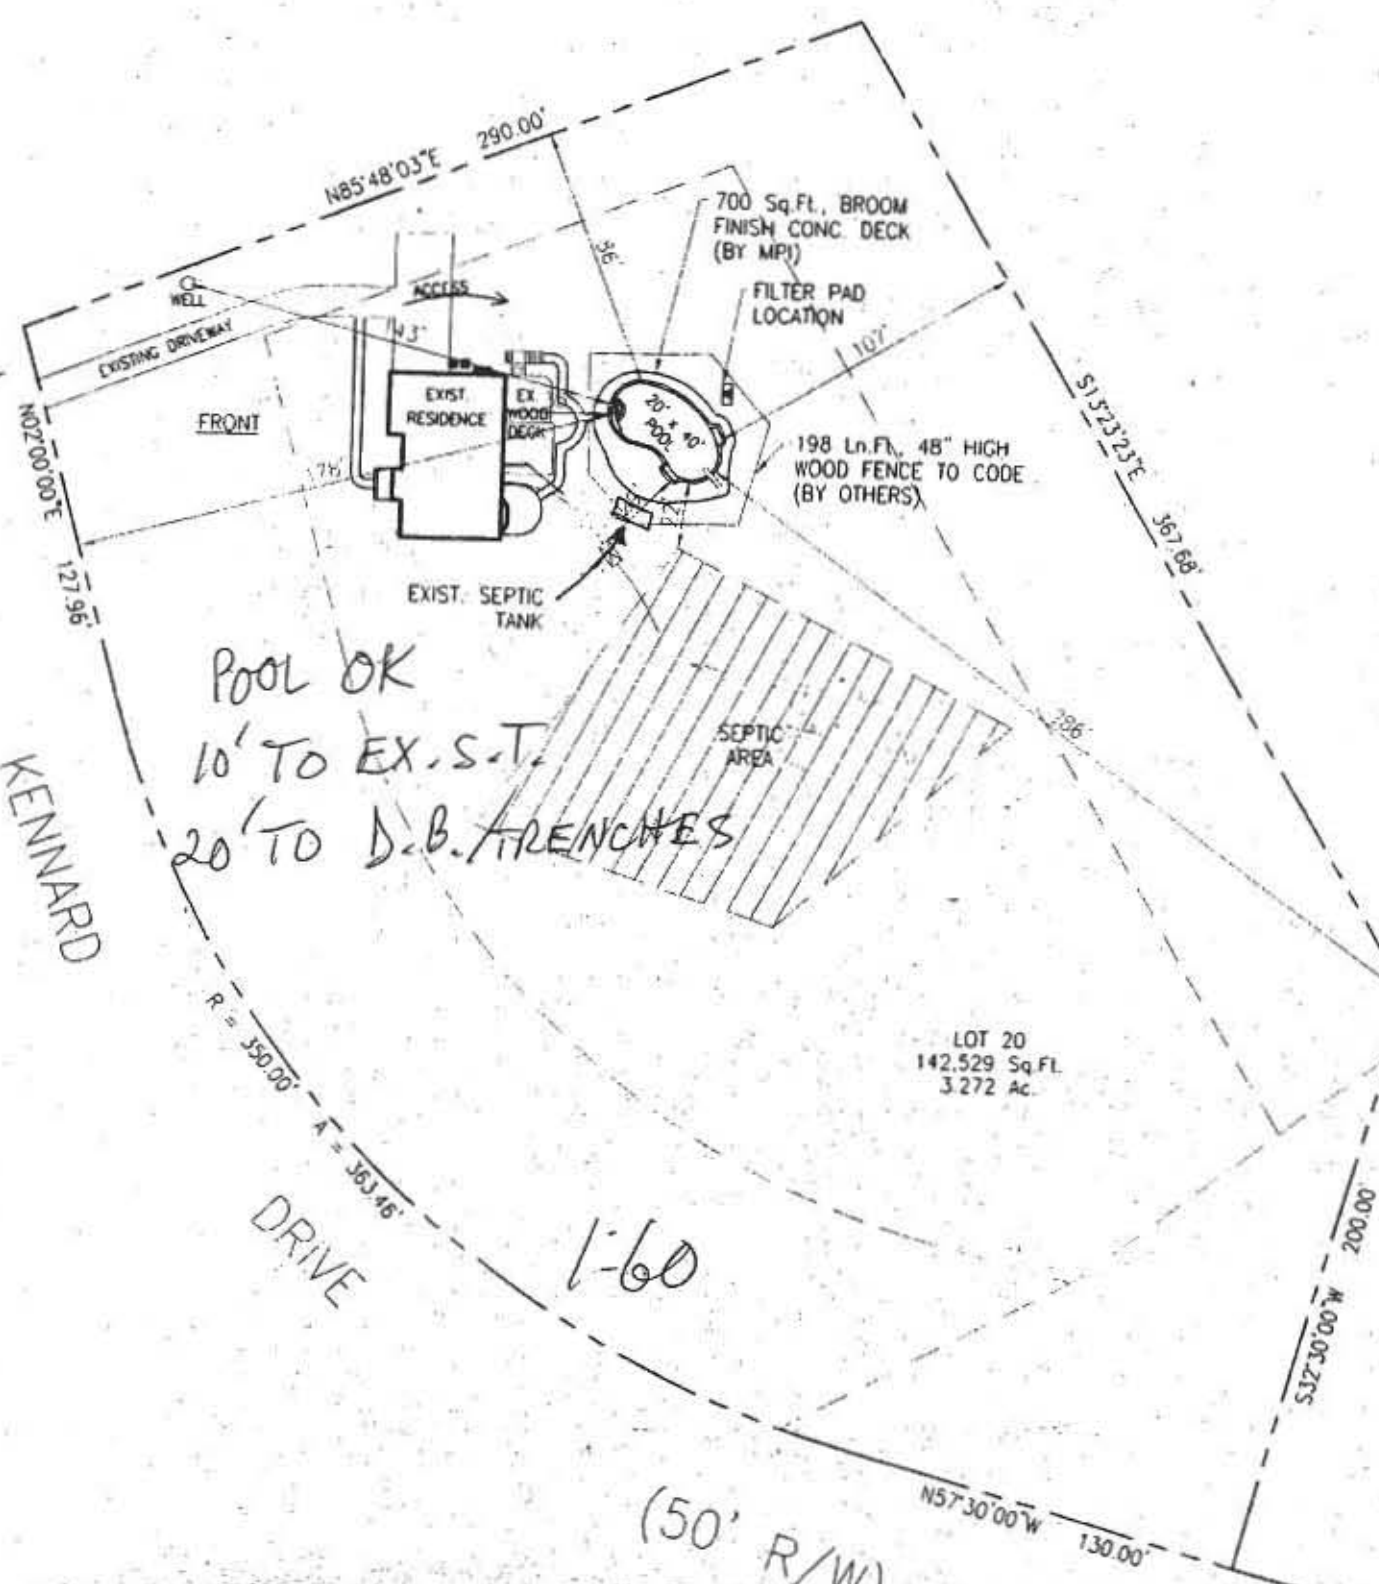 290.00'
N85°48'03"E
700 Sq.Ft., BROOM
FINISH CONC. DECK
(BY MPI)
FILTER PAD
LOCATION
WELL
ACCESS
EXISTING DRIVEWAY
107'
FRONT
EXIST.
RESIDENCE
EX.
WOOD
DECK
20' x 40'
POOL
S13°23'23"E
367.68'
N02°00'00"E
127.96'
198 Ln.Ft., 48" HIGH
WOOD FENCE TO CODE
(BY OTHERS)
EXIST. SEPTIC
TANK
POOL OK
10' TO EX. S.T.
20' TO D.B./TRENCHES
SEPTIC
AREA
KENNARD
R = 350.00'
A = 363.46'
LOT 20
142,529 Sq.Ft.
3.272 Ac.
DRIVE
1-60
200.00'
S32°30'00"W
N57°30'00"W
130.00'
(50' R/W)